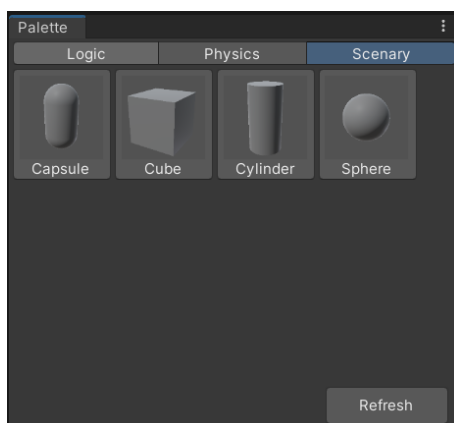 Palette
Logic Physics Scenary
Capsule Cube Cylinder Sphere
Refresh